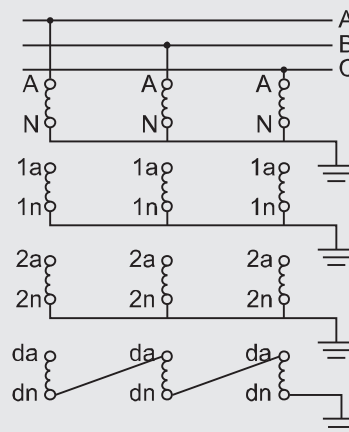 A
B
C
A A A
N N N
1a 1a 1a
1n 1n 1n
2a 2a 2a
2n 2n 2n
da da da
dn dn dn